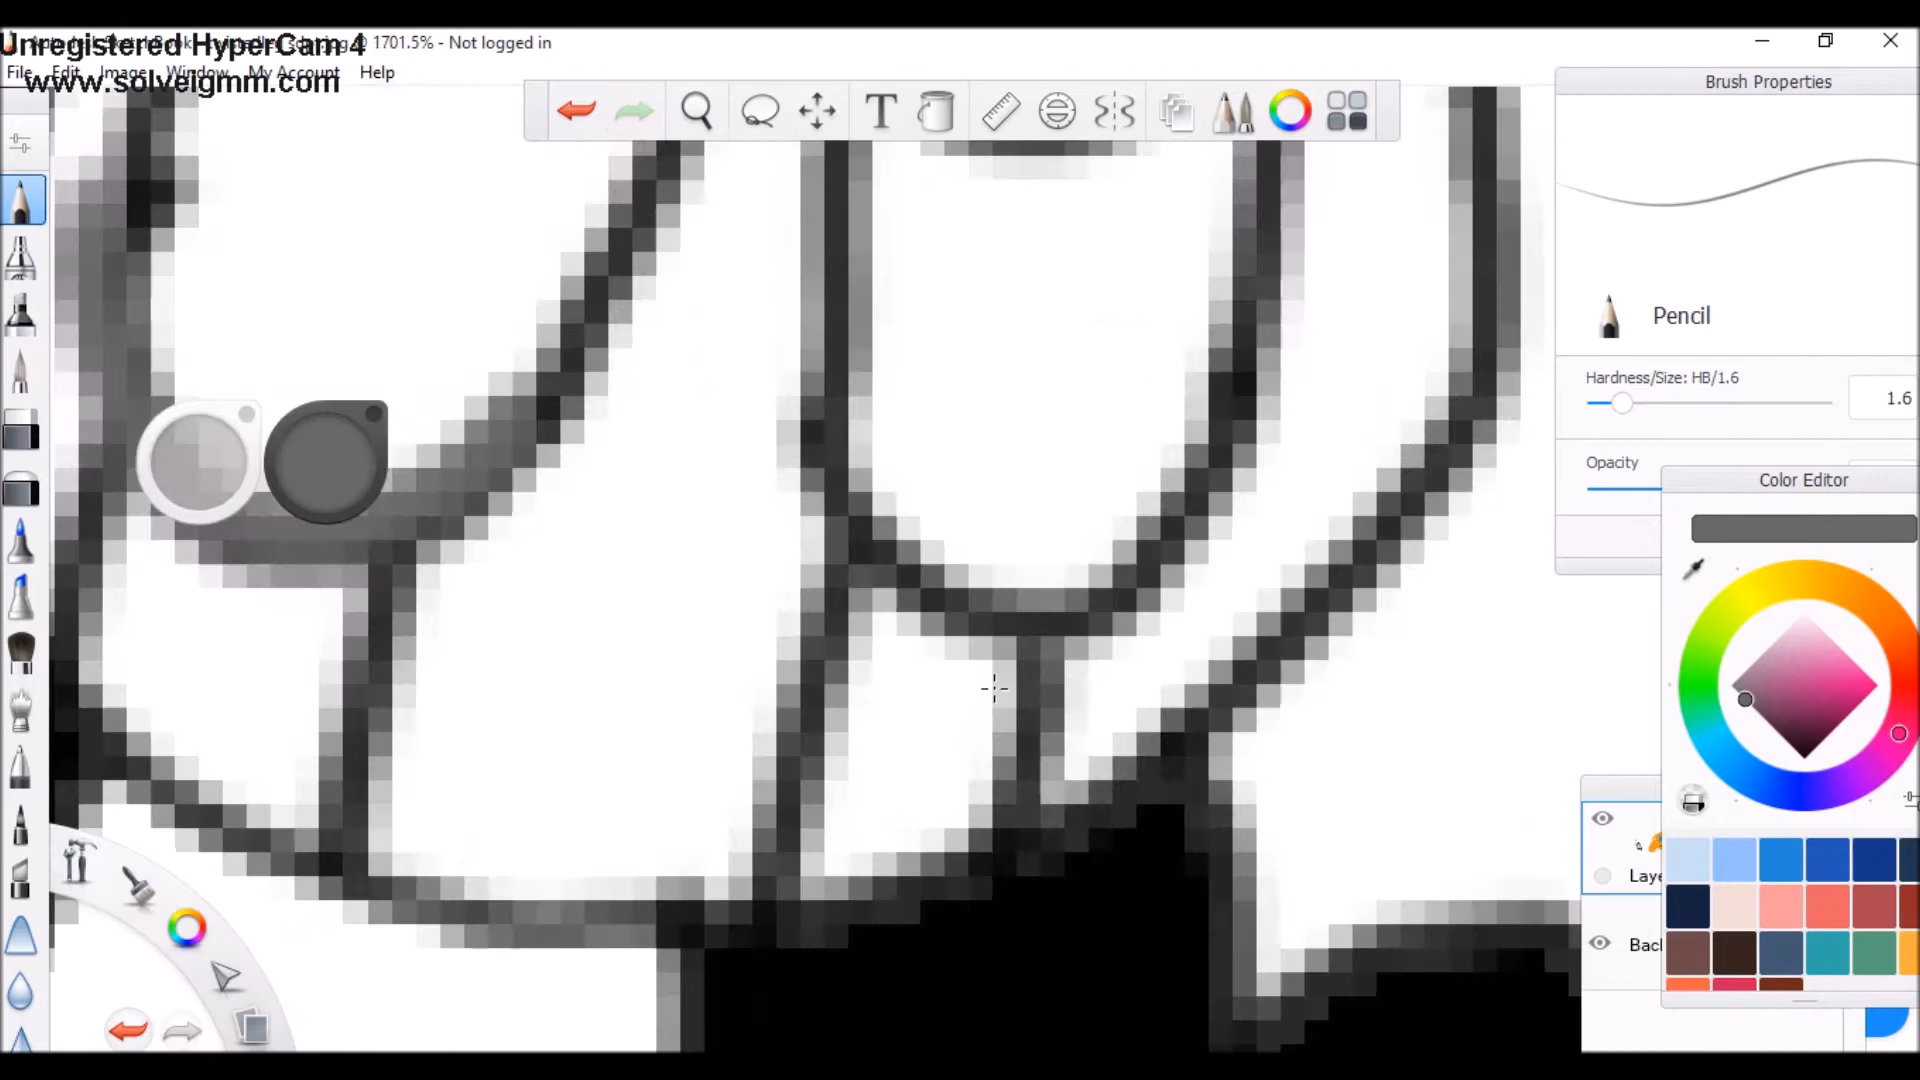 Unregistered HyperCam 4
@ 1701.5% - Not logged in
File Edit Image Window My Account Help
www.solveigmm.com
T
Brush Properties
Pencil
Hardness/Size: HB/1.6
1.6
Opacity
Color Editor
Laye
Bacl